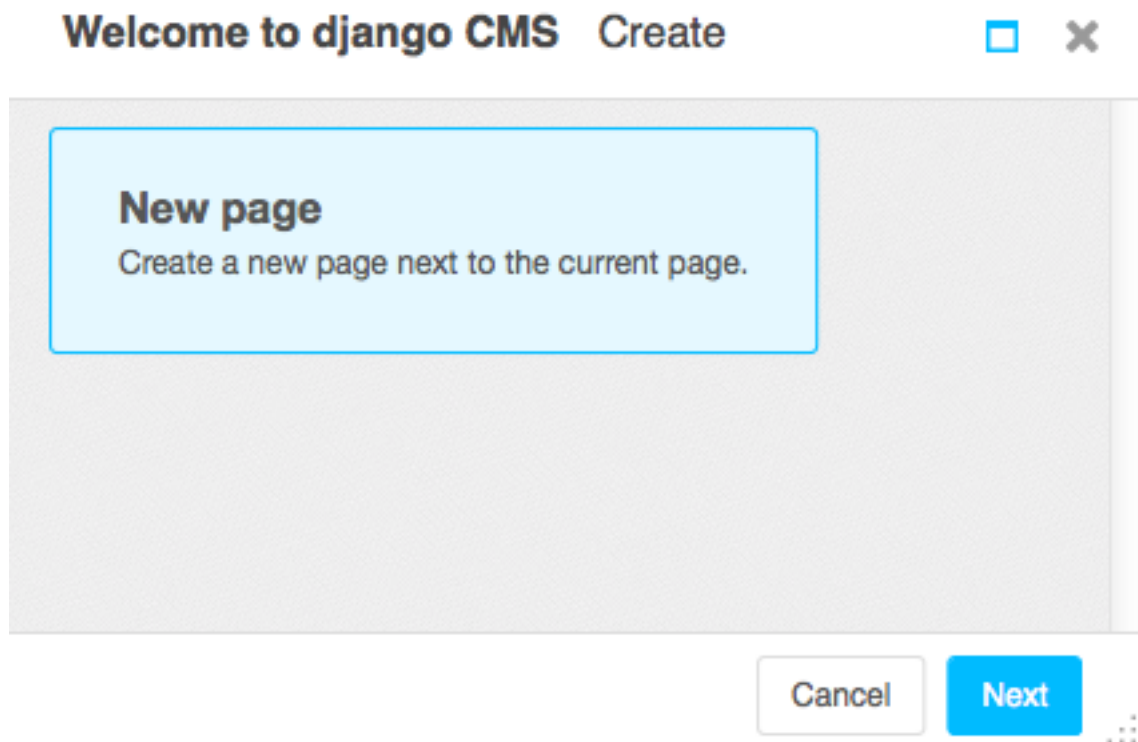 Welcome to django CMS Create
New page
Create a new page next to the current page.
Cancel Next